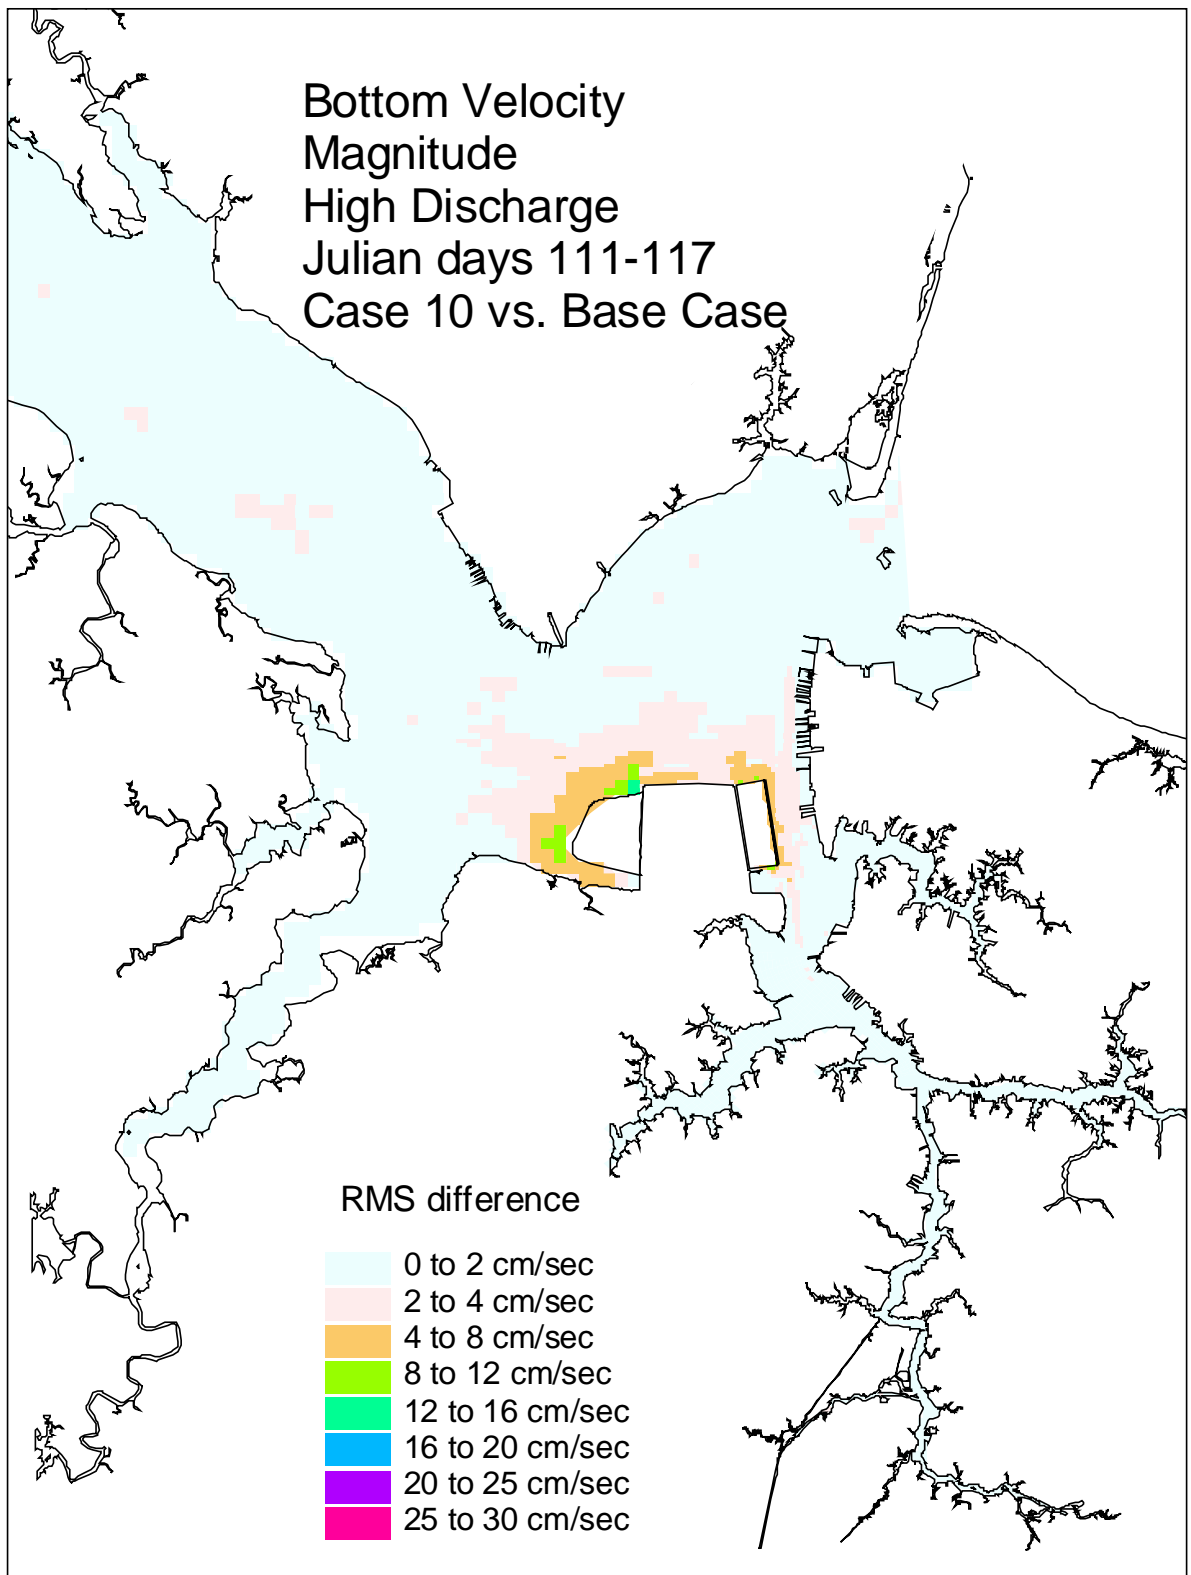 Bottom Velocity
Magnitude
High Discharge
Julian days 111-117
Case 10 vs. Base Case
RMS difference
0 to 2 cm/sec
2 to 4 cm/sec
4 to 8 cm/sec
8 to 12 cm/sec
12 to 16 cm/sec
16 to 20 cm/sec
20 to 25 cm/sec
25 to 30 cm/sec